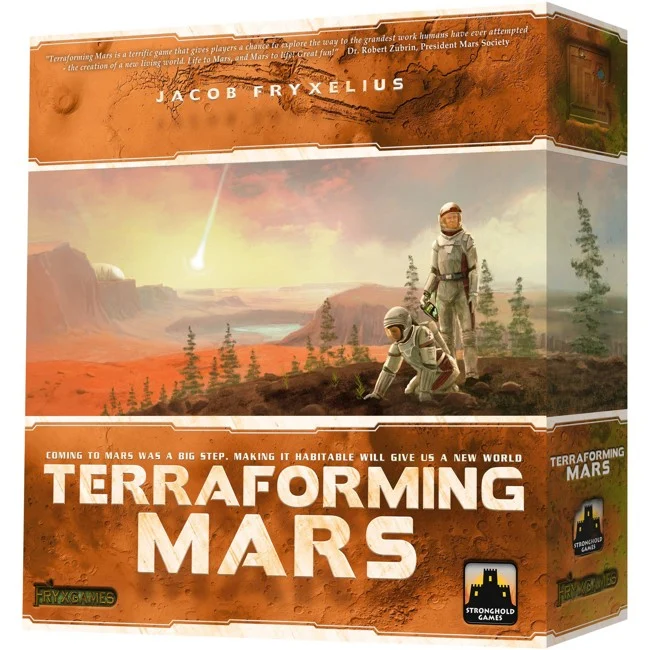 "Terraforming Mars is a terrific game that gives players a chance to explore the way to the grandest work humans have ever attempted
- the creation of a new living world. Life to Mars, and Mars to life! Great fun!" Dr. Robert Zubrin, President Mars Society
JACOB FRYXELIUS
COMING TO MARS WAS A BIG STEP. MAKING IT HABITABLE WILL GIVE US A NEW WORLD
TERRAFORMING
MARS
FRYXGAMES
STRONGHOLD
GAMES
TERRAFORMING
MARS
STRONGHOLD
GAMES